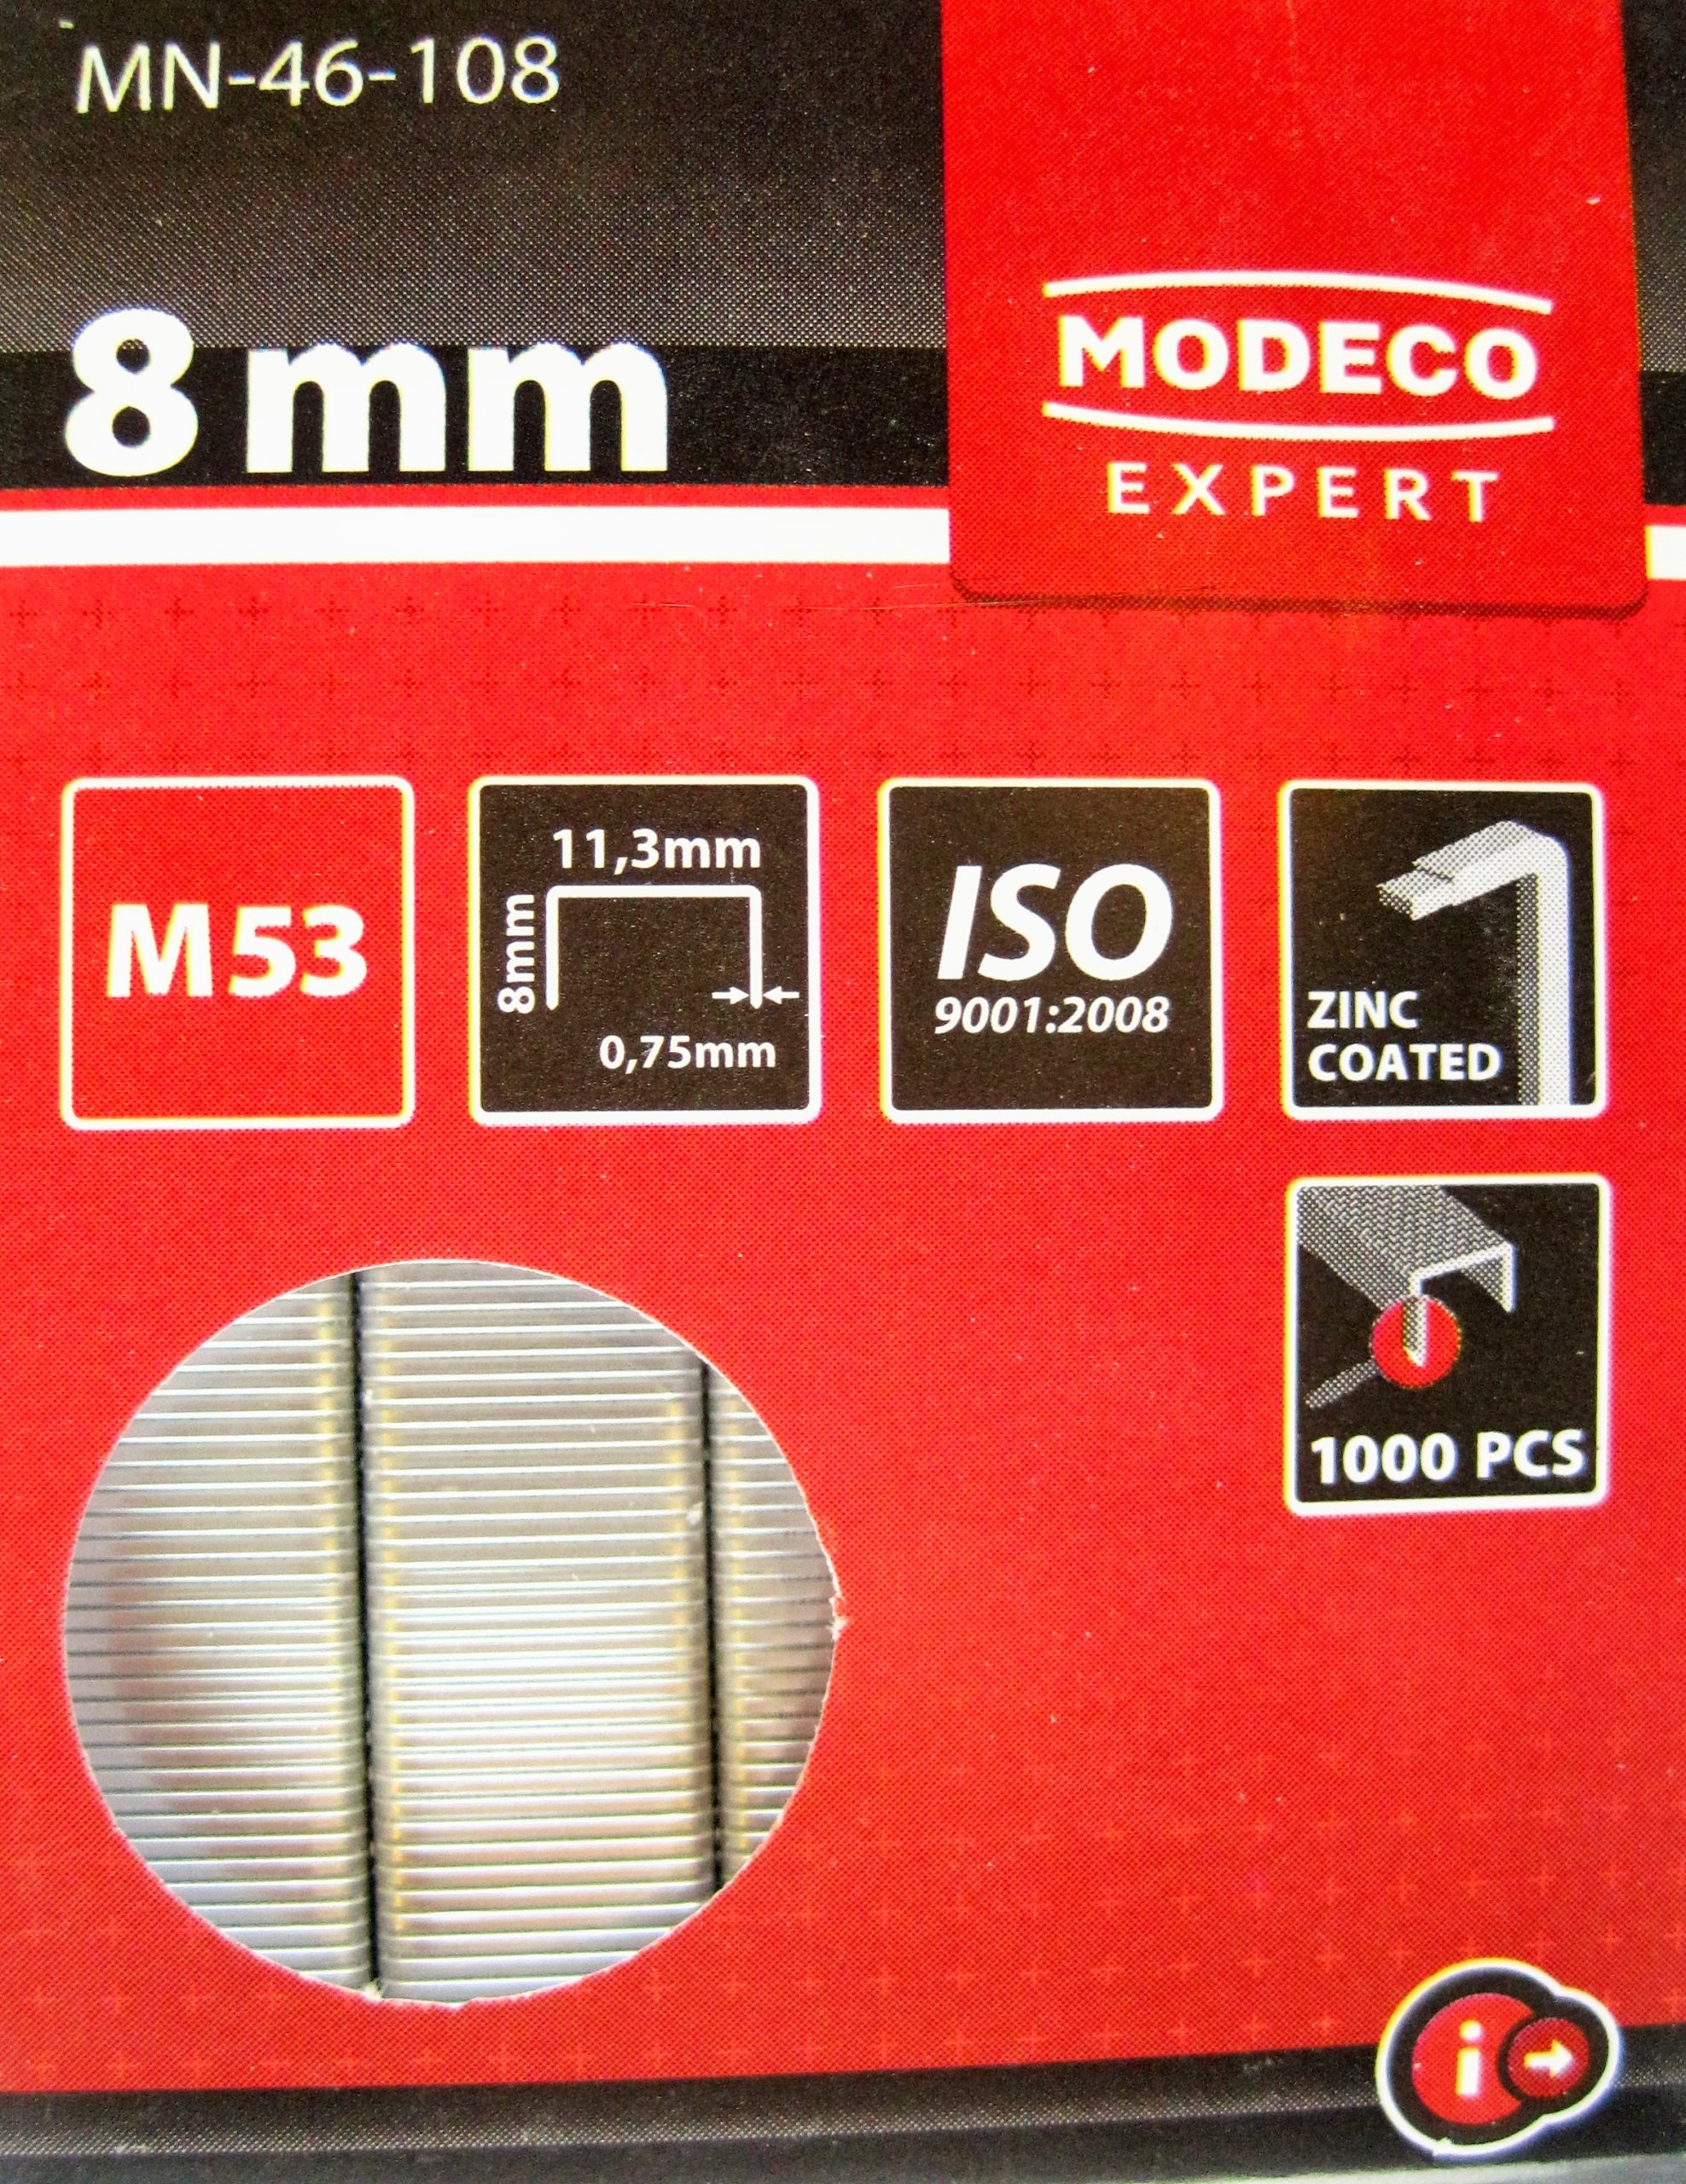 MN-46-108
8 mm
MODECO
EXPERT
M53
11,3mm
8mm
0,75mm
ISO
9001:2008
ZINC
COATED
1000 PCS
i